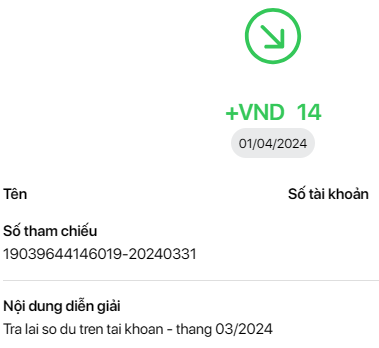 +VND 14
01/04/2024
Tên Số tài khoản
Số tham chiếu
19039644146019-20240331
Nội dung diễn giải
Tra lai so du tren tai khoan - thang 03/2024